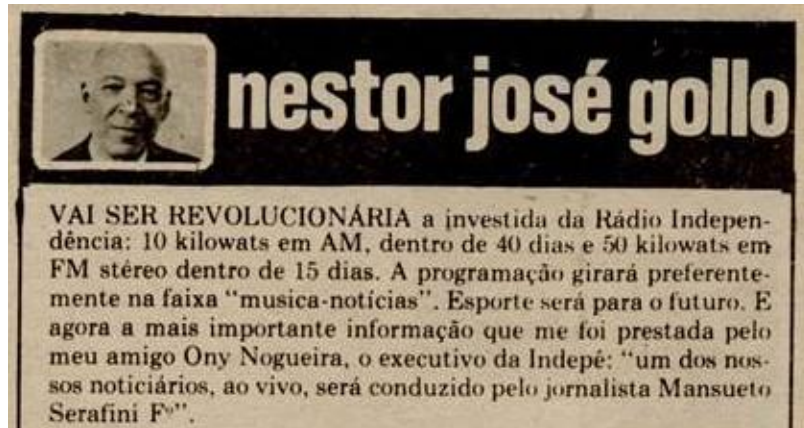 nestor josé gollo
VAI SER REVOLUCIONÁRIA a investida da Rádio Indepen-
dência: 10 kilowats em AM, dentro de 40 dias e 50 kilowats em
FM stéreo dentro de 15 dias. A programação girará preferente-
mente na faixa “musica-notícias”. Esporte será para o futuro. E
agora a mais importante informação que me foi prestada pelo
meu amigo Ony Nogueira, o executivo da Indepê: “um dos nos-
sos noticiários, ao vivo, será conduzido pelo jornalista Mansueto
Serafini Fº”.